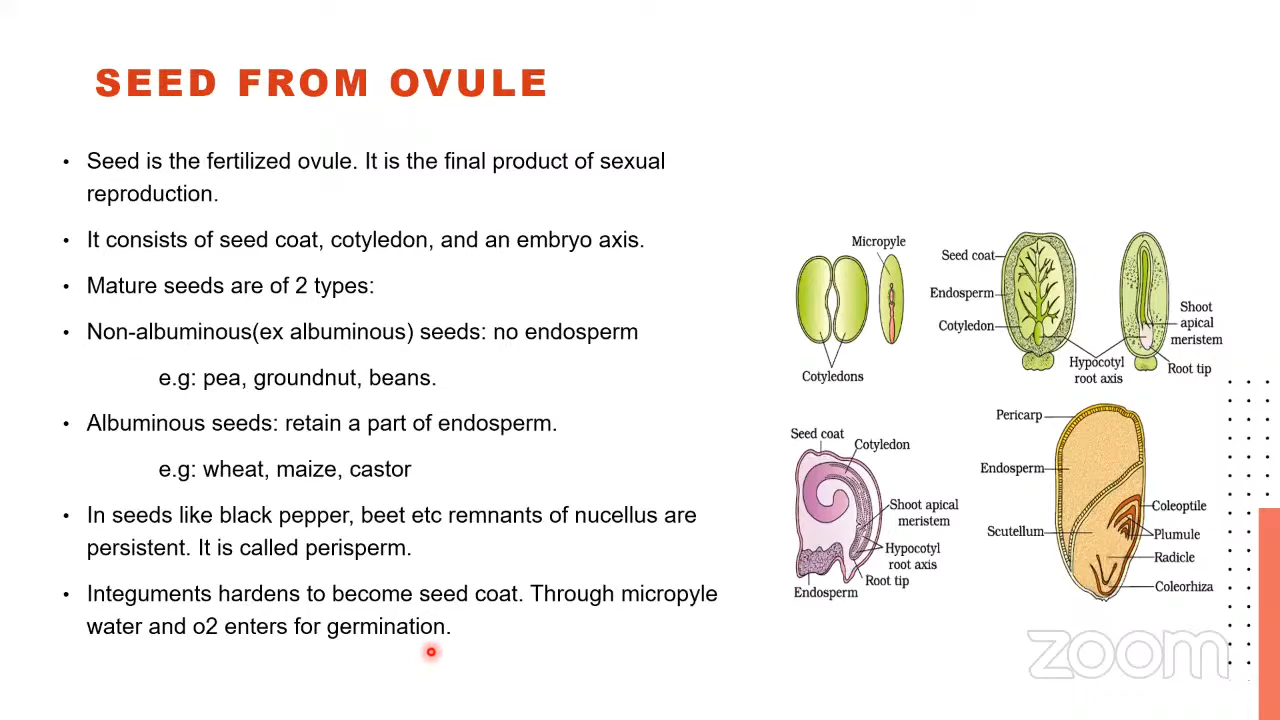 SEED FROM OVULE
• Seed is the fertilized ovule. It is the final product of sexual
reproduction.
• It consists of seed coat, cotyledon, and an embryo axis.
• Mature seeds are of 2 types:
• Non-albuminous(ex albuminous) seeds: no endosperm
e.g: pea, groundnut, beans.
• Albuminous seeds: retain a part of endosperm.
e.g: wheat, maize, castor
• In seeds like black pepper, beet etc remnants of nucellus are
persistent. It is called perisperm.
• Integuments hardens to become seed coat. Through micropyle
water and o2 enters for germination.
Micropyle
Cotyledons
Seed coat
Endosperm
Cotyledon
Hypocotyl
root axis
Shoot
apical
meristem
Root tip
Seed coat
Cotyledon
Shoot apical
meristem
Hypocotyl
root axis
Root tip
Endosperm
Pericarp
Endosperm
Scutellum
Coleoptile
Plumule
Radicle
Coleorhiza
zoom